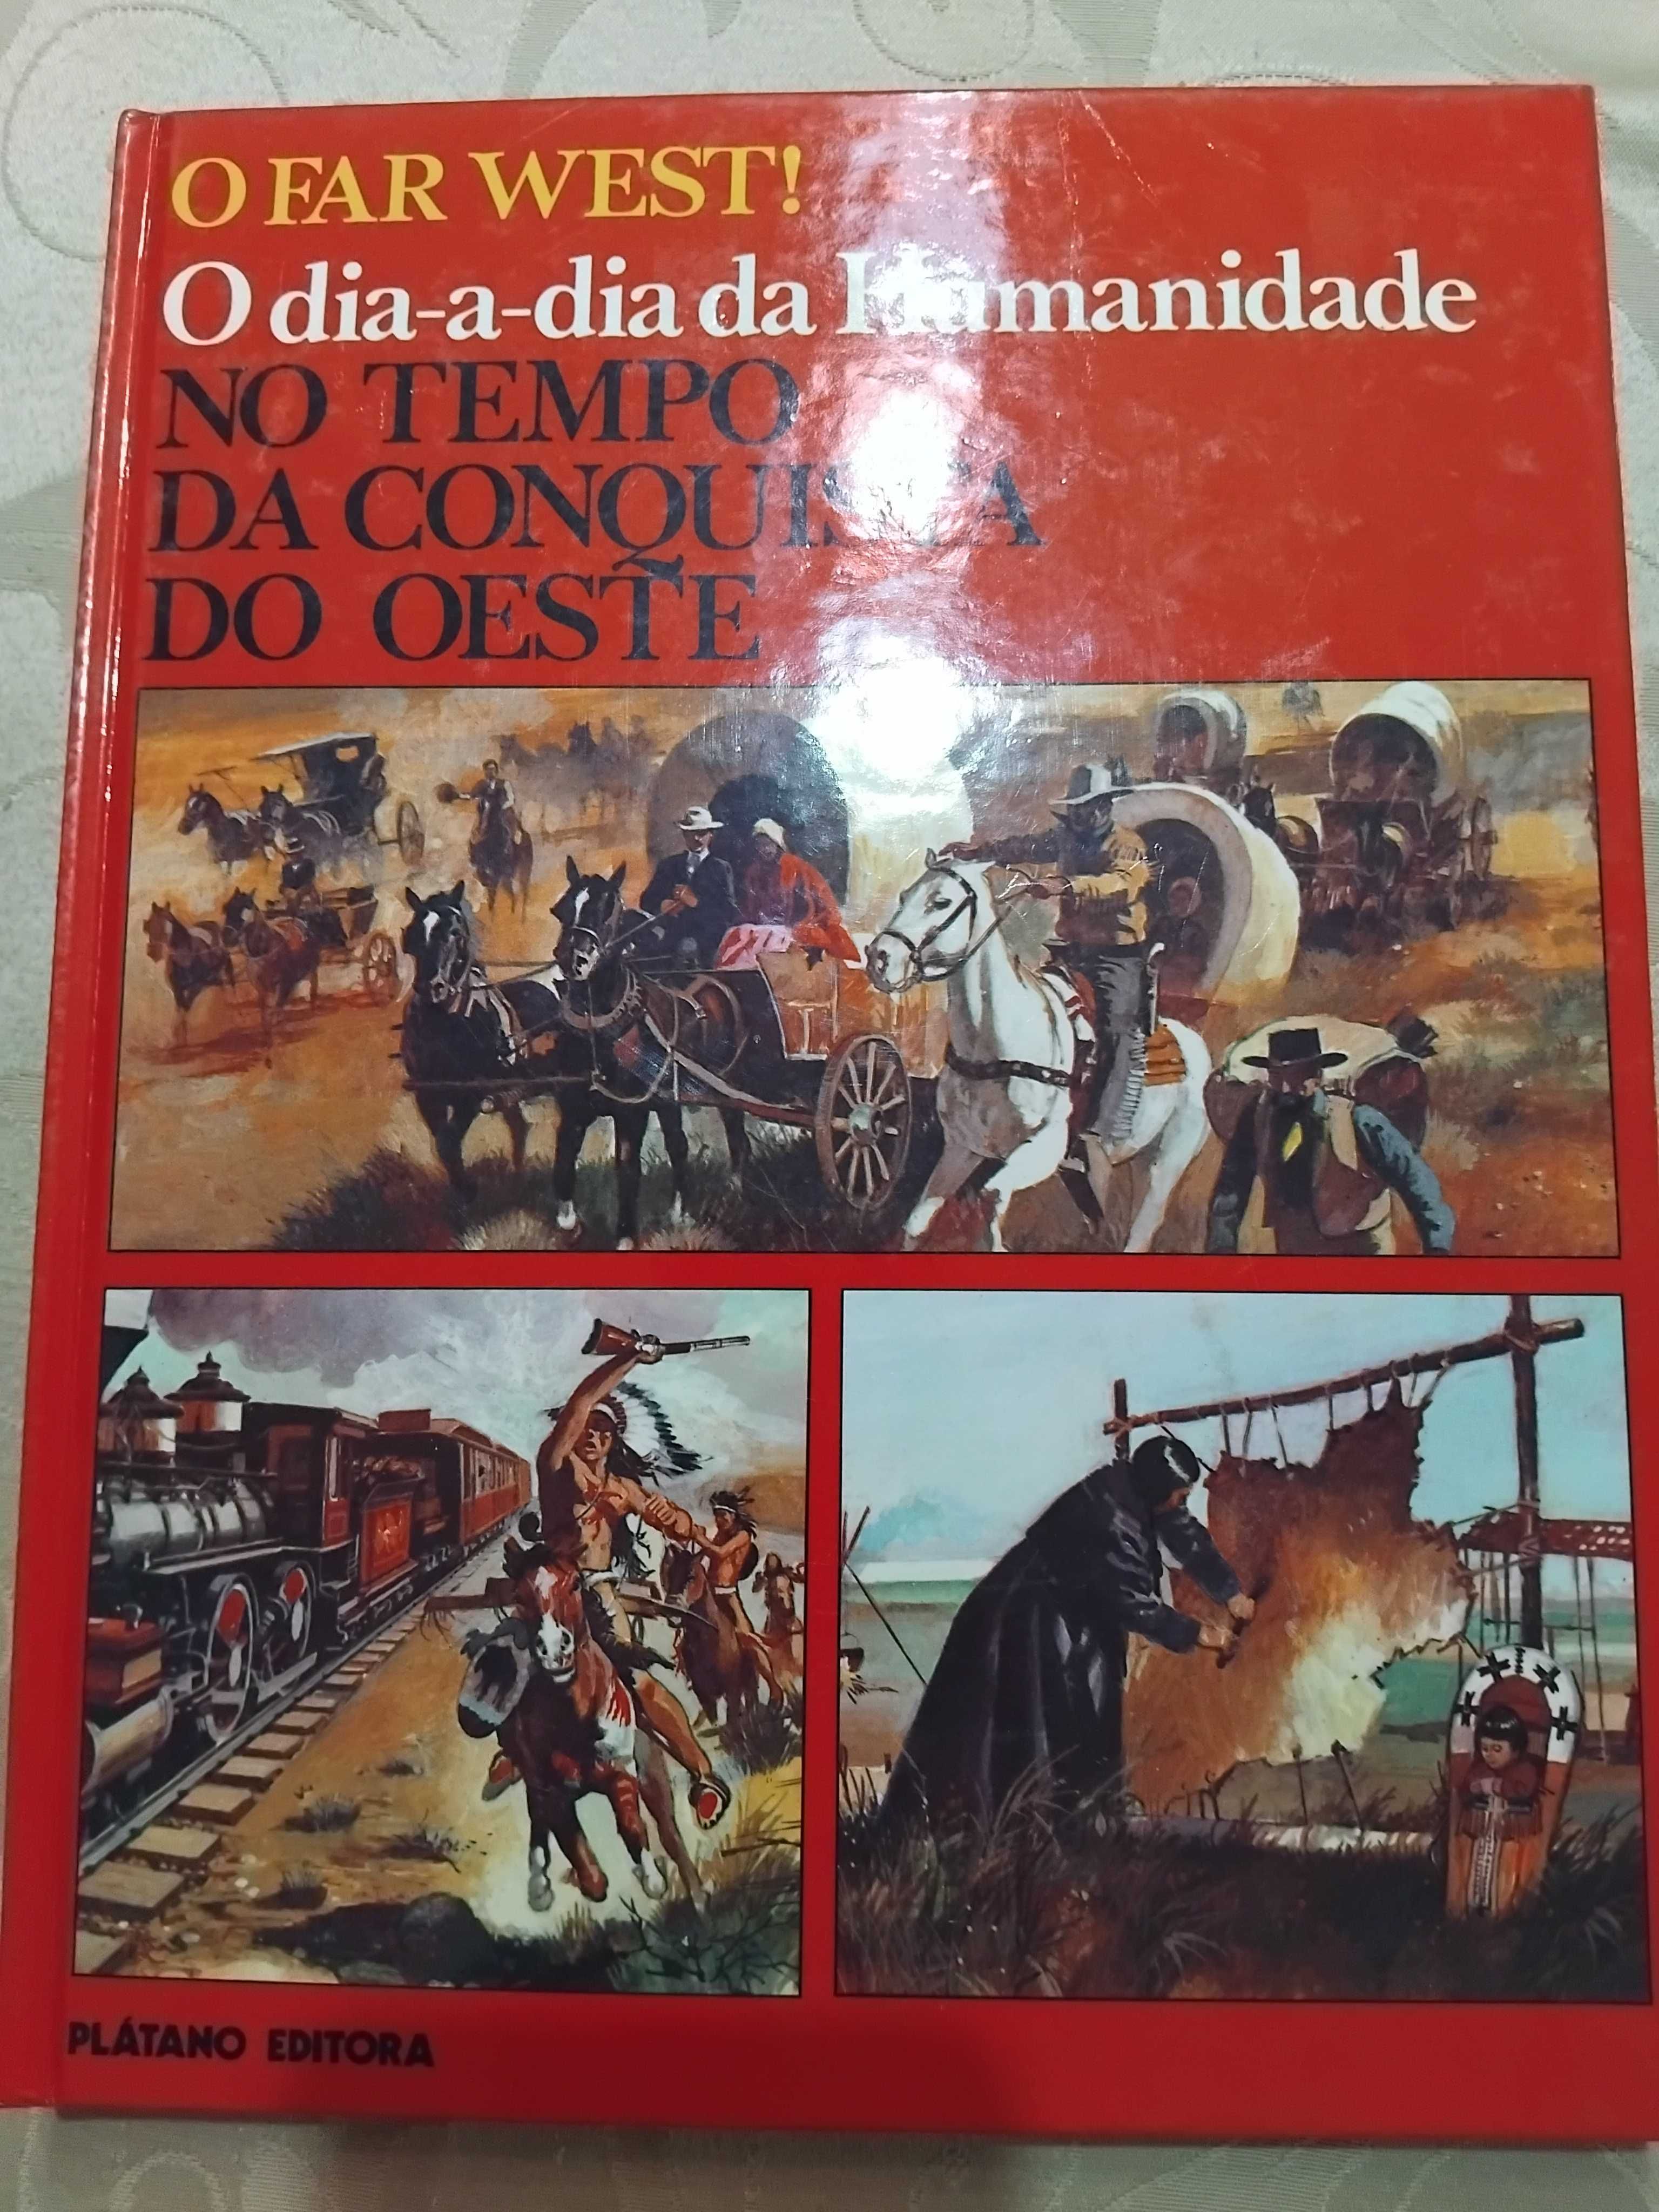 O FAR WEST!
O dia-a-dia da Humanidade
NO TEMPO
DA CONQUISTA
DO OESTE
PLÁTANO EDITORA